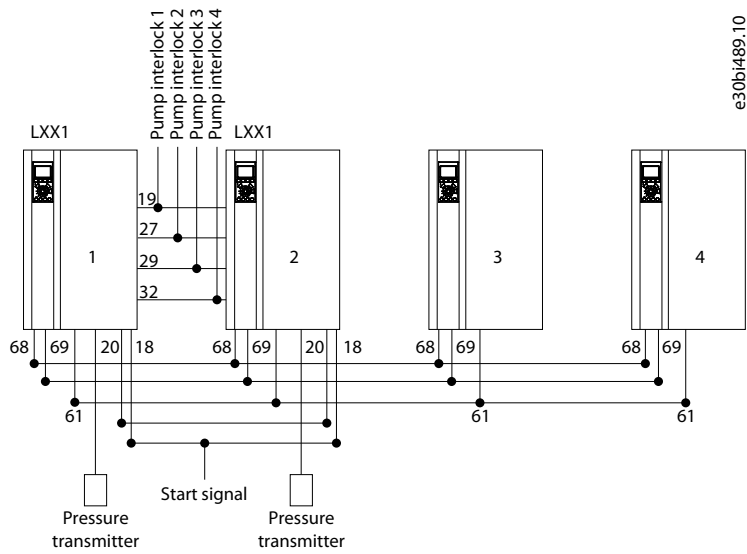 e30bi489.10
Pump interlock 1
Pump interlock 2
Pump interlock 3
Pump interlock 4
LXX1
LXX1
19
27
29
32
1
2
3
4
68
69
20
18
68
69
20
18
68
69
68
69
61
61
61
Start signal
Pressure
transmitter
Pressure
transmitter